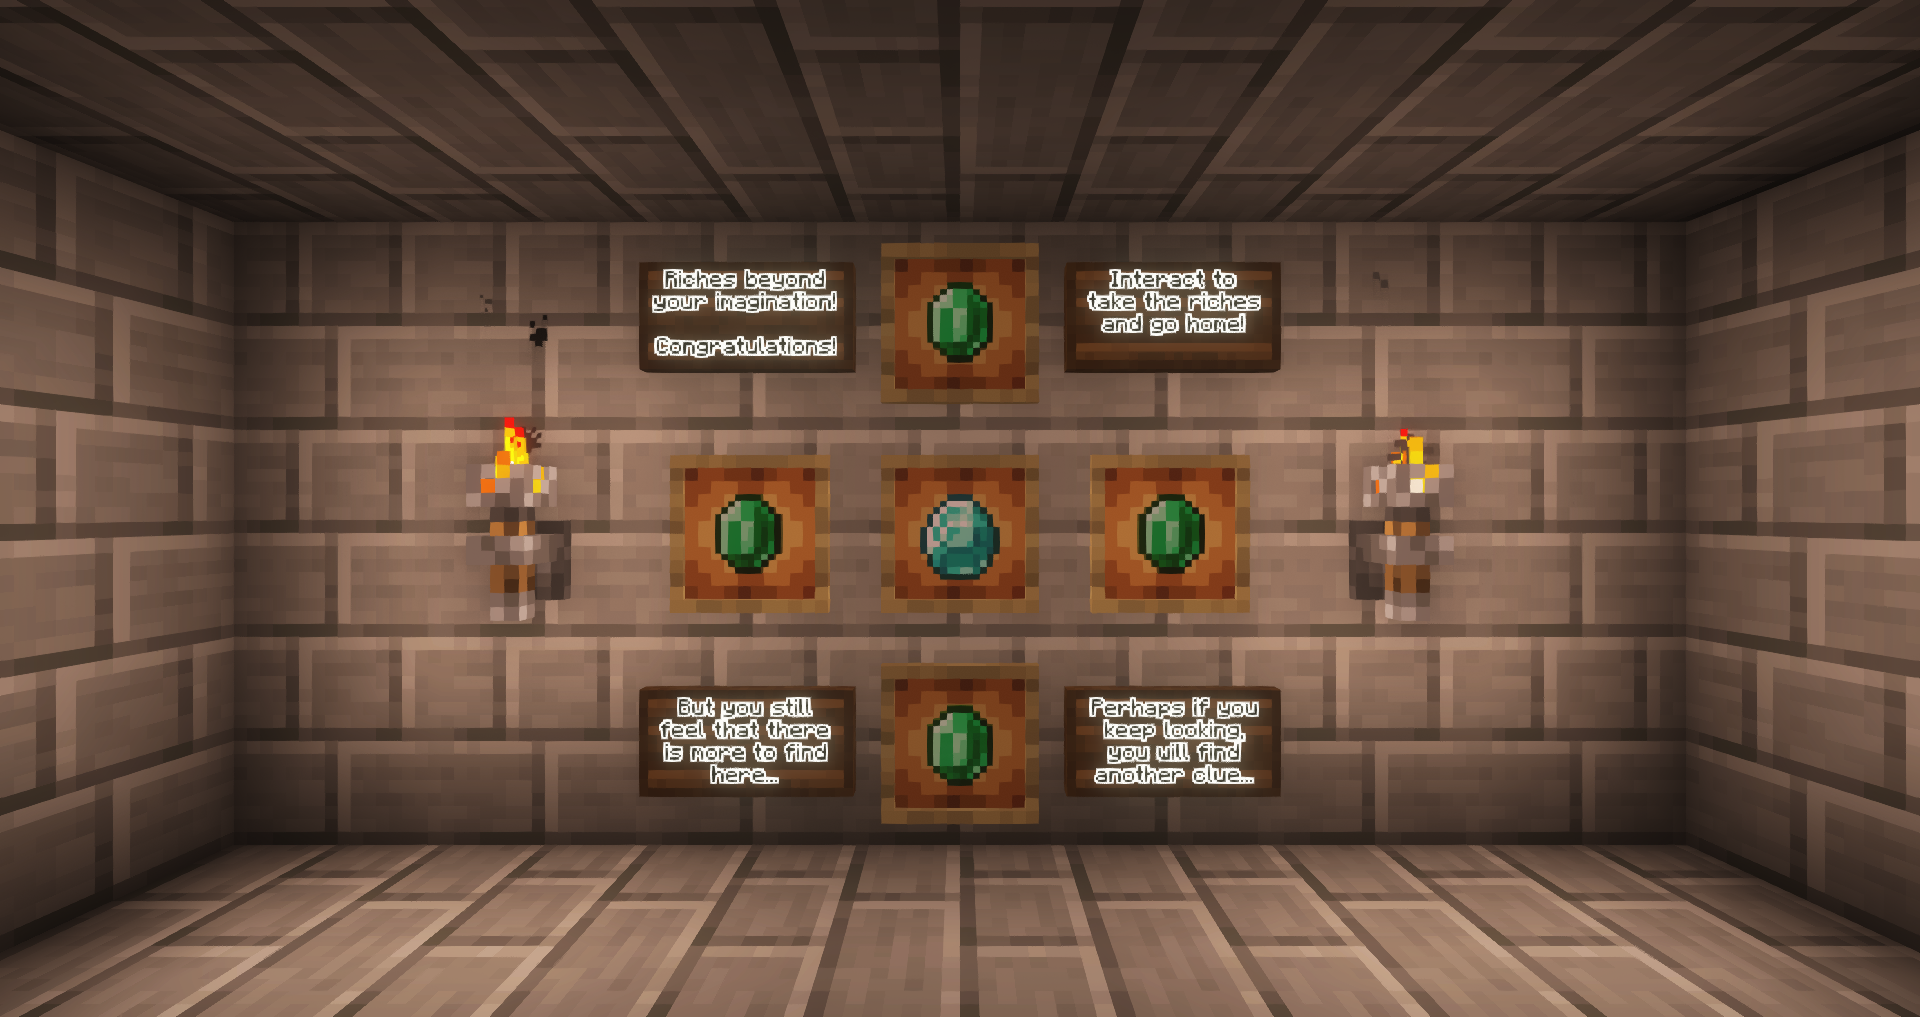 Riches beyond
your imagination!
Congratulations!
Interact to
take the riches
and go home!
But you still
feel that there
is more to find
here...
Perhaps if you
keep looking,
you will find
another clue...